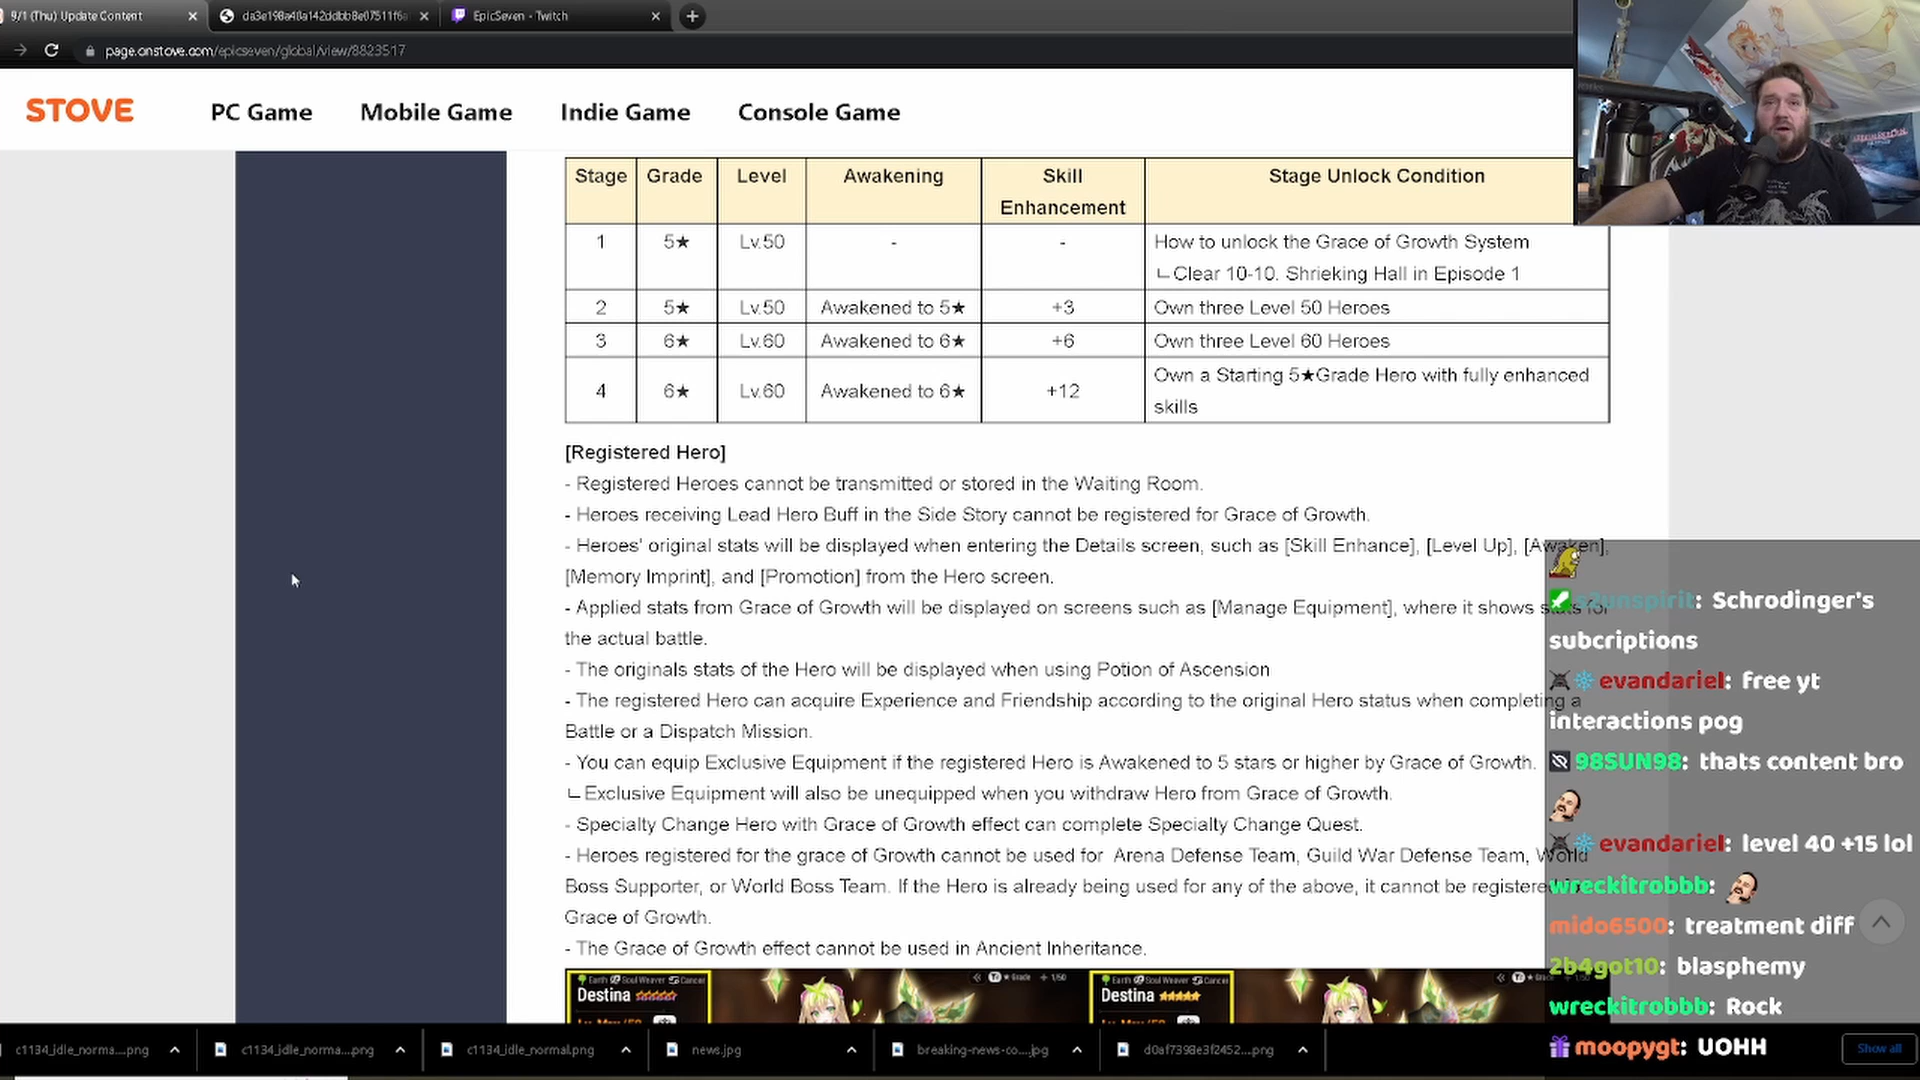 9/1 (Thu) Update Content
EpicSeven - Twitch
page.onstove.com/epicseven/global/view/8823517
STOVE
PC Game
Mobile Game
Indie Game
Console Game
Stage Grade Level Awakening Skill Enhancement Stage Unlock Condition
1 5★ Lv.50 - - How to unlock the Grace of Growth System
ㄴClear 10-10. Shrieking Hall in Episode 1
2 5★ Lv.50 Awakened to 5★ +3 Own three Level 50 Heroes
3 6★ Lv.60 Awakened to 6★ +6 Own three Level 60 Heroes
4 6★ Lv.60 Awakened to 6★ +12 Own a Starting 5★Grade Hero with fully enhanced
skills
[Registered Hero]
- Registered Heroes cannot be transmitted or stored in the Waiting Room.
- Heroes receiving Lead Hero Buff in the Side Story cannot be registered for Grace of Growth.
- Heroes' original stats will be displayed when entering the Details screen, such as [Skill Enhance], [Level Up], [Awaken],
[Memory Imprint], and [Promotion] from the Hero screen.
- Applied stats from Grace of Growth will be displayed on screens such as [Manage Equipment], where it shows stats for
the actual battle.
- The originals stats of the Hero will be displayed when using Potion of Ascension
- The registered Hero can acquire Experience and Friendship according to the original Hero status when completing a
Battle or a Dispatch Mission.
- You can equip Exclusive Equipment if the registered Hero is Awakened to 5 stars or higher by Grace of Growth.
ㄴExclusive Equipment will also be unequipped when you withdraw Hero from Grace of Growth.
- Specialty Change Hero with Grace of Growth effect can complete Specialty Change Quest.
- Heroes registered for the grace of Growth cannot be used for Arena Defense Team, Guild War Defense Team, World
Boss Supporter, or World Boss Team. If the Hero is already being used for any of the above, it cannot be registered
Grace of Growth.
- The Grace of Growth effect cannot be used in Ancient Inheritance.
Earth Soul Weaver Cancer
Destina
Earth Soul Weaver Cancer
Destina
Schrodinger's
subcriptions
evandariel: free yt
interactions pog
98SUN98: thats content bro
evandariel: level 40 +15 lol
wreckitrobbb:
mido6500: treatment diff
2b4got10: blasphemy
wreckitrobbb: Rock
moopygt: UOHH
c1134_idle_norma....png
c1134_idle_norma....png
c1134_idle_normal.png
news.jpg
breaking-news-co....jpg
d0af7398e3f2452....png
Show all